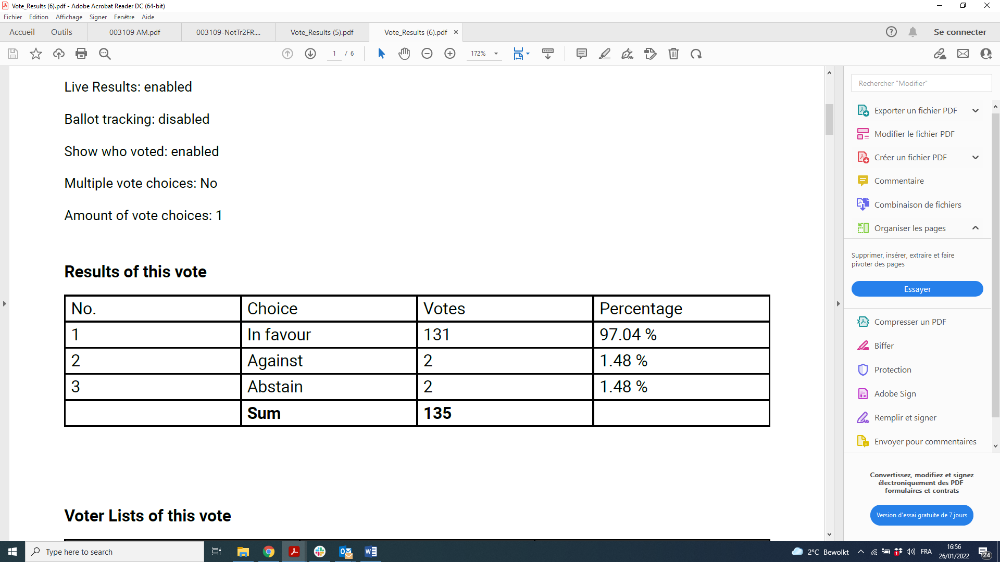 Vote_Results (6).pdf - Adobe Acrobat Reader DC (64-bit)
Fichier Edition Affichage Signer Fenêtre Aide
Accueil Outils 003109 AM.pdf 003109-NotTr2FR.... Vote_Results (5).pdf Vote_Results (6).pdf × Se connecter
1 / 6 172%
Live Results: enabled
Ballot tracking: disabled
Show who voted: enabled
Multiple vote choices: No
Amount of vote choices: 1
Results of this vote
No. Choice Votes Percentage
1 In favour 131 97.04 %
2 Against 2 1.48 %
3 Abstain 2 1.48 %
Sum 135
Voter Lists of this vote
Rechercher "Modifier"
Exporter un fichier PDF
Modifier le fichier PDF
Créer un fichier PDF
Commentaire
Combinaison de fichiers
Organiser les pages
Supprimer, insérer, extraire et faire
pivoter des pages
Essayer
Compresser un PDF
Biffer
Protection
Adobe Sign
Remplir et signer
Envoyer pour commentaires
Convertissez, modifiez et signez
électroniquement des PDF
formulaires et contrats
Version d'essai gratuite de 7 jours
Type here to search
2°C Bewolkt
FRA
16:56
26/01/2022
24